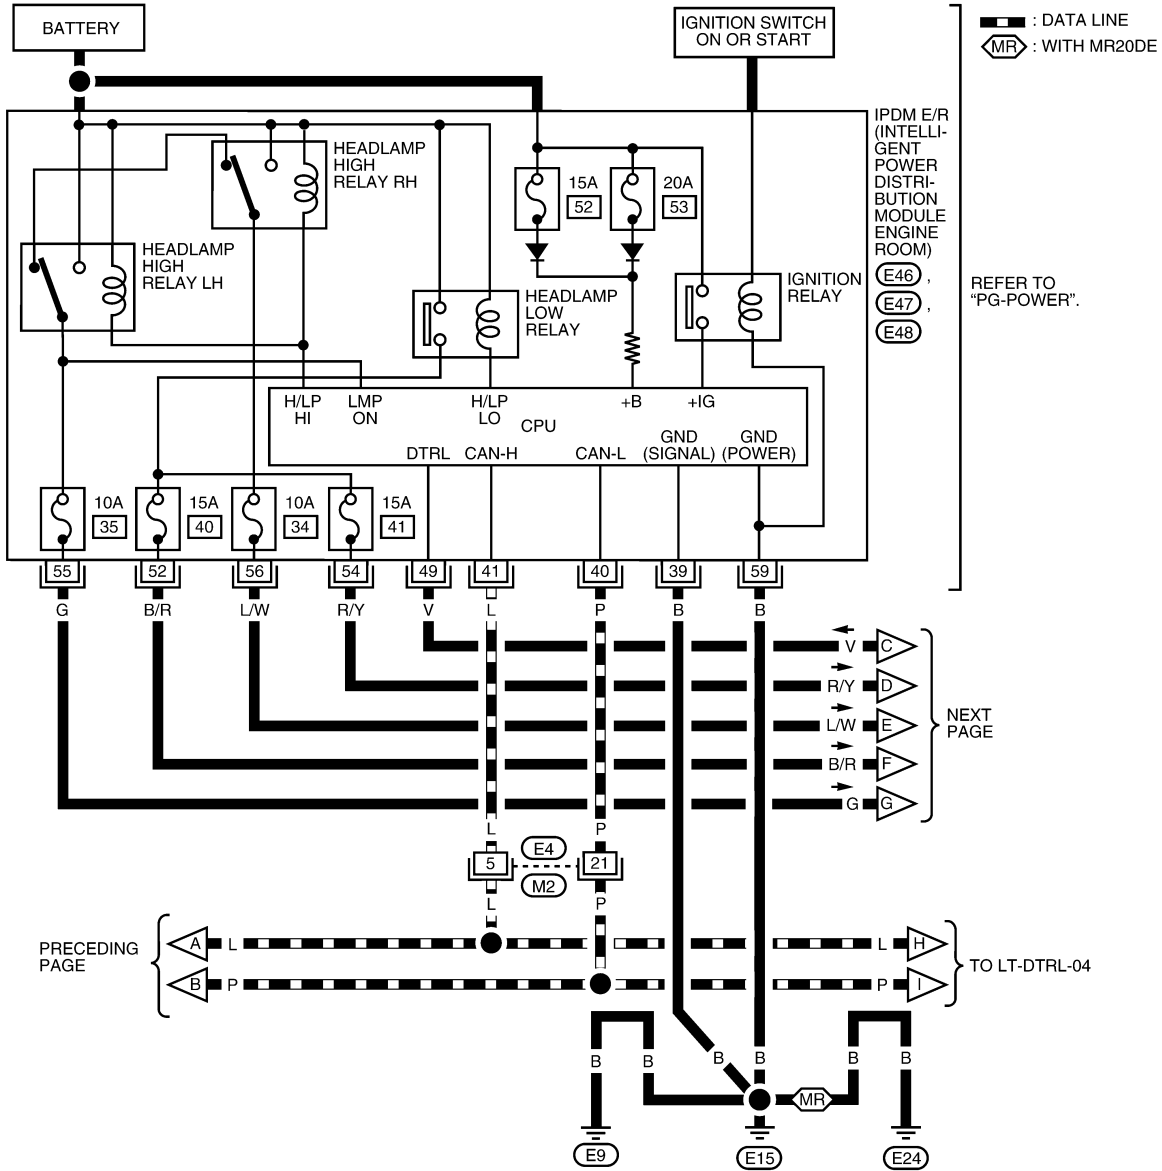 BATTERY
IGNITION SWITCH
ON OR START
: DATA LINE
MR : WITH MR20DE
IPDM E/R
(INTELLI-
GENT
POWER
DISTRI-
BUTION
MODULE
ENGINE
ROOM)
E46 ,
E47 ,
E48
REFER TO
“PG-POWER”.
HEADLAMP
HIGH
RELAY RH
15A
52
20A
53
HEADLAMP
HIGH
RELAY LH
HEADLAMP
LOW
RELAY
IGNITION
RELAY
H/LP
HI
LMP
ON
H/LP
LO
+B
+IG
CPU
DTRL
CAN-H
CAN-L
GND
(SIGNAL)
GND
(POWER)
10A
35
15A
40
10A
34
15A
41
55 52 56 54 49 41 40 39 59
G B/R L/W R/Y V L P B B
V C
R/Y D
L/W E
B/R F
G G
NEXT
PAGE
L P
5 E4 21
M2
L P
PRECEDING
PAGE
A L L H
B P P I
TO LT-DTRL-04
B B B B B B
MR
E9 E15 E24